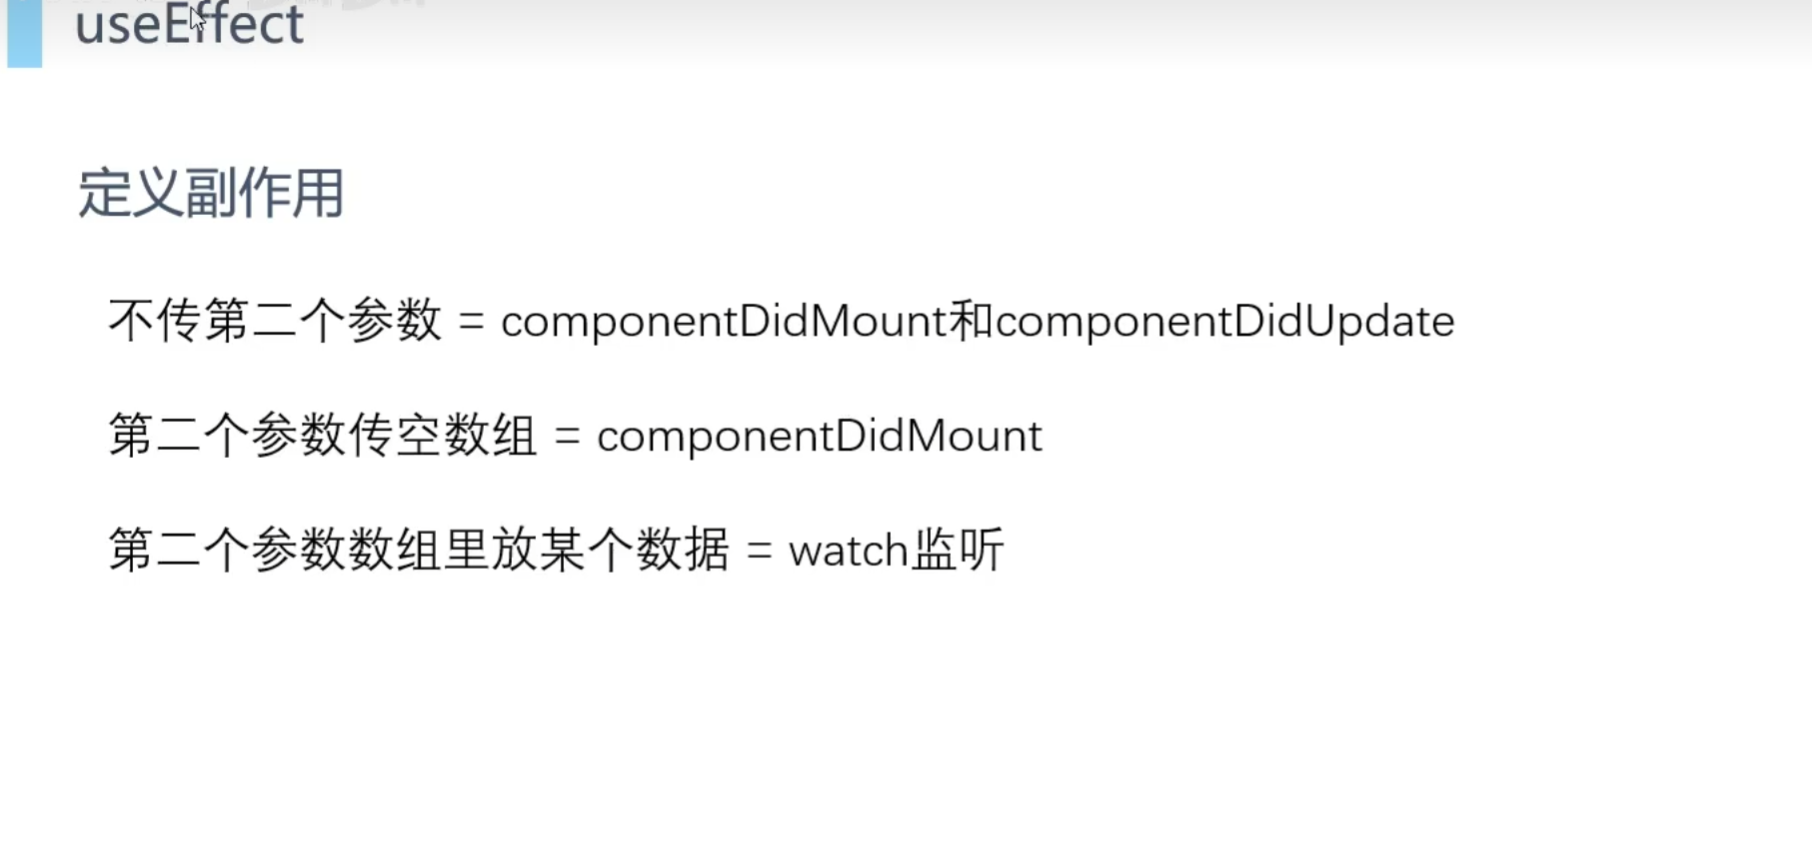 useEffect
定义副作用
不传第二个参数 = componentDidMount和componentDidUpdate
第二个参数传空数组 = componentDidMount
第二个参数数组里放某个数据 = watch监听